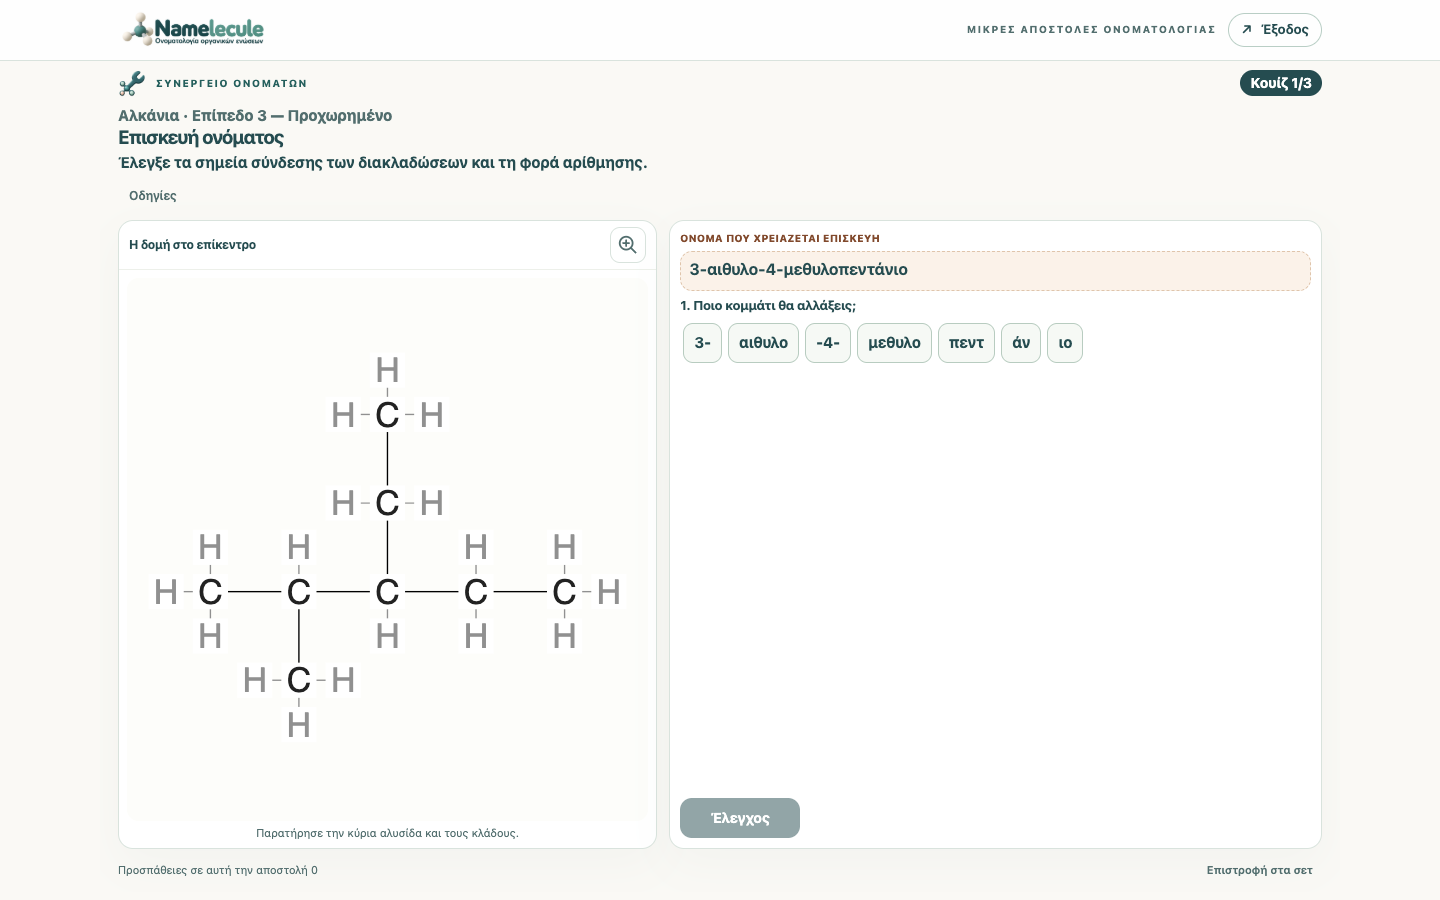 Namelecule
Ονοματολογία οργανικών ενώσεων
ΜΙΚΡΕΣ ΑΠΟΣΤΟΛΕΣ ΟΝΟΜΑΤΟΛΟΓΙΑΣ
Έξοδος
ΣΥΝΕΡΓΕΙΟ ΟΝΟΜΑΤΩΝ
Κουίζ 1/3
Αλκάνια · Επίπεδο 3 — Προχωρημένο
Επισκευή ονόματος
Έλεγξε τα σημεία σύνδεσης των διακλαδώσεων και τη φορά αρίθμησης.
Οδηγίες
Η δομή στο επίκεντρο
H
H C H
H C H
H H H H
H C C C C C H
H H H H
H C H
H
Παρατήρησε την κύρια αλυσίδα και τους κλάδους.
ΟΝΟΜΑ ΠΟΥ ΧΡΕΙΑΖΕΤΑΙ ΕΠΙΣΚΕΥΗ
3-αιθυλο-4-μεθυλοπεντάνιο
1. Ποιο κομμάτι θα αλλάξεις;
3- αιθυλο -4- μεθυλο πεντ άν ιο
Έλεγχος
Προσπάθειες σε αυτή την αποστολή 0
Επιστροφή στα σετ